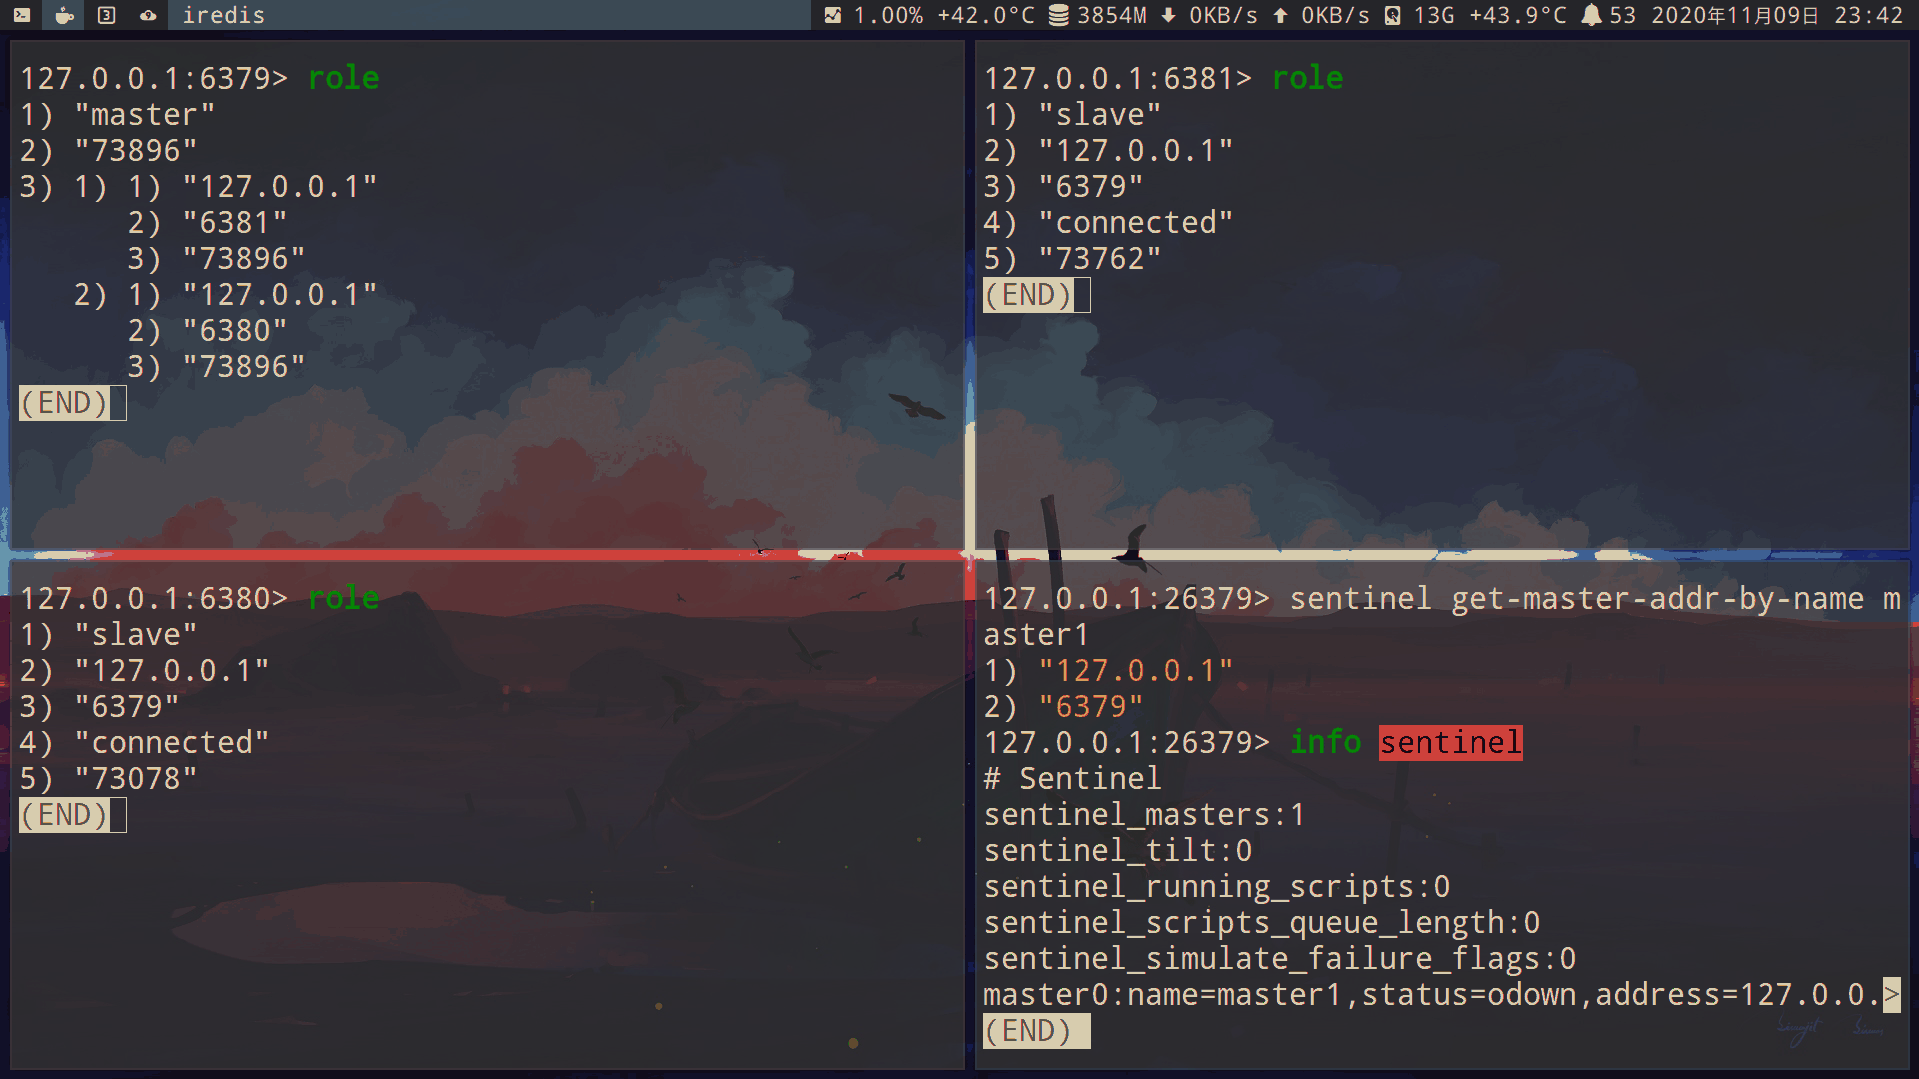 iredis 1.00% +42.0°C 3854M 0KB/s 0KB/s 13G +43.9°C 53 2020年11月09日 23:42
127.0.0.1:6379> role
1) "master"
2) "73896"
3) 1) 1) "127.0.0.1"
2) "6381"
3) "73896"
2) 1) "127.0.0.1"
2) "6380"
3) "73896"
(END)
127.0.0.1:6381> role
1) "slave"
2) "127.0.0.1"
3) "6379"
4) "connected"
5) "73762"
(END)
127.0.0.1:6380> role
1) "slave"
2) "127.0.0.1"
3) "6379"
4) "connected"
5) "73078"
(END)
127.0.0.1:26379> sentinel get-master-addr-by-name m
aster1
1) "127.0.0.1"
2) "6379"
127.0.0.1:26379> info sentinel
# Sentinel
sentinel_masters:1
sentinel_tilt:0
sentinel_running_scripts:0
sentinel_scripts_queue_length:0
sentinel_simulate_failure_flags:0
master0:name=master1,status=odown,address=127.0.0.>
(END)